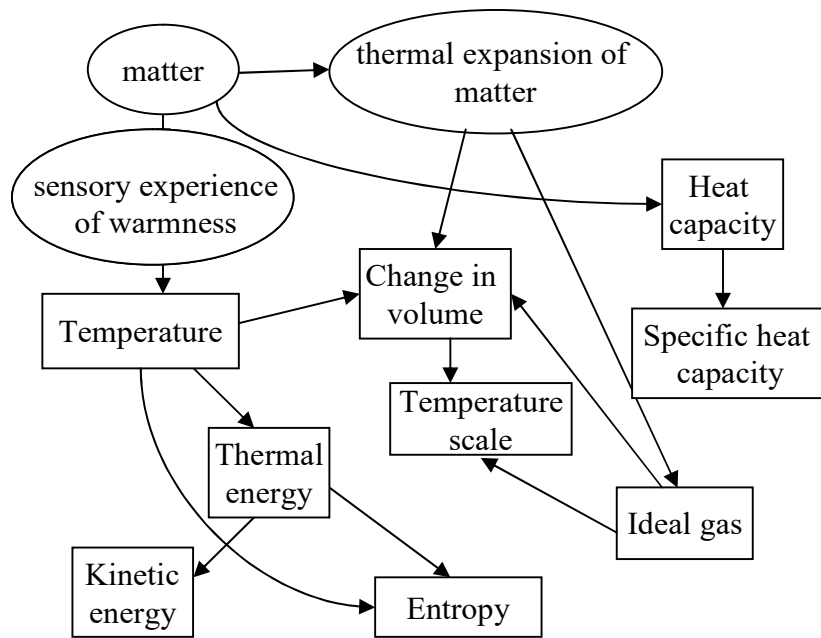 matter
thermal expansion of
matter
sensory experience
of warmness
Heat
capacity
Change in
volume
Temperature
Specific heat
capacity
Temperature
scale
Thermal
energy
Ideal gas
Kinetic
energy
Entropy